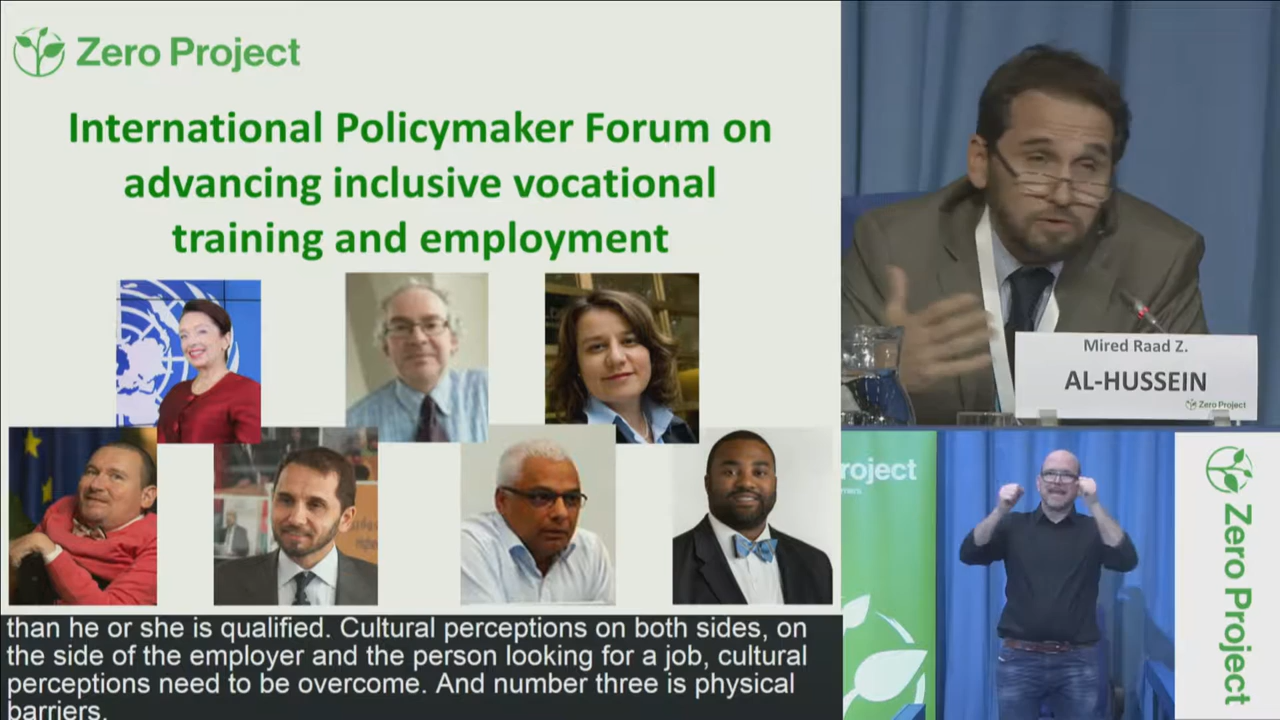 Zero Project
International Policymaker Forum on
advancing inclusive vocational
training and employment
than he or she is qualified. Cultural perceptions on both sides, on
the side of the employer and the person looking for a job, cultural
perceptions need to be overcome. And number three is physical
barriers.
Mired Raad Z.
AL-HUSSEIN
Zero Project
roject
Zero Project